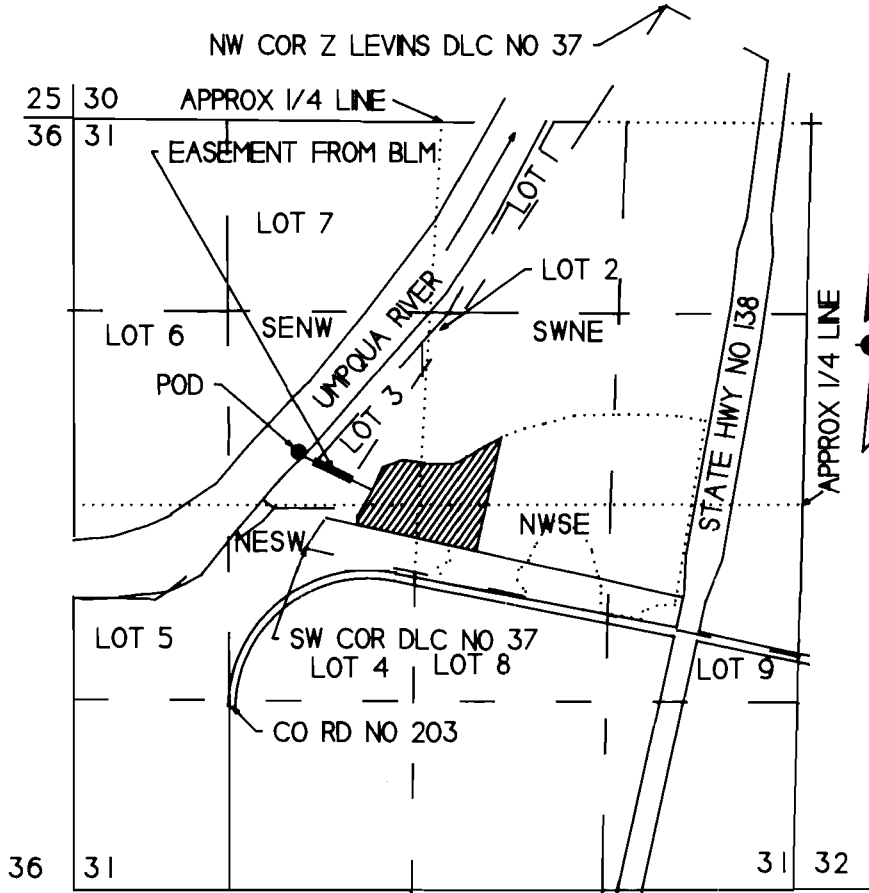 NW COR Z LEVINS DLC NO 37
25 30
APPROX 1/4 LINE
36 31
EASEMENT FROM BLM
LOT 1
LOT 7
LOT 2
UMPQUA RIVER
LOT 6
SENW
SWNE
STATE HWY NO 138
APPROX 1/4 LINE
POD
LOT 3
NWSE
NESW
LOT 5
SW COR DLC NO 37
LOT 4
LOT 8
LOT 9
CO RD NO 203
36 31
31 32